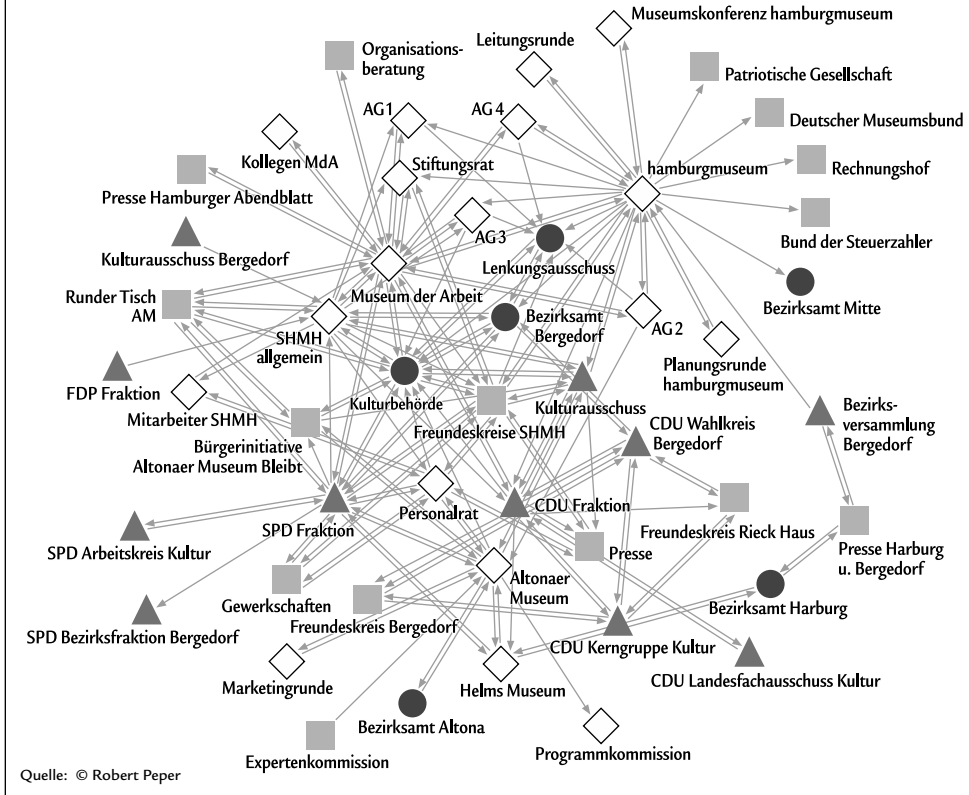 Museumskonferenz hamburgmuseum
Leitungsrunde
Organisations-
beratung
Patriotische Gesellschaft
AG 1
AG 4
Deutscher Museumsbund
Kollegen MdA
Stiftungsrat
hamburgmuseum
Rechnungshof
Presse Hamburger Abendblatt
AG 3
Bund der Steuerzahler
Kulturausschuss Bergedorf
Lenkungsausschuss
Runder Tisch
AM
Museum der Arbeit
Bezirksamt Mitte
SHMH
allgemein
Bezirksamt
Bergedorf
AG 2
Planungsrunde
hamburgmuseum
FDP Fraktion
Kulturbehörde
Kulturausschuss
Mitarbeiter SHMH
Freundeskreise SHMH
Bezirks-
versammlung
Bergedorf
Bürgerinitiative
Altonaer Museum Bleibt
CDU Wahlkreis
Bergedorf
SPD Fraktion
Personalrat
CDU Fraktion
Freundeskreis Rieck Haus
SPD Arbeitskreis Kultur
Presse
Presse Harburg
u. Bergedorf
Gewerkschaften
Altonaer
Museum
Bezirksamt Harburg
SPD Bezirksfraktion Bergedorf
Freundeskreis Bergedorf
CDU Kerngruppe Kultur
Marketingrunde
Helms Museum
CDU Landesfachausschuss Kultur
Bezirksamt Altona
Programmkommission
Expertenkommission
Quelle: © Robert Peper